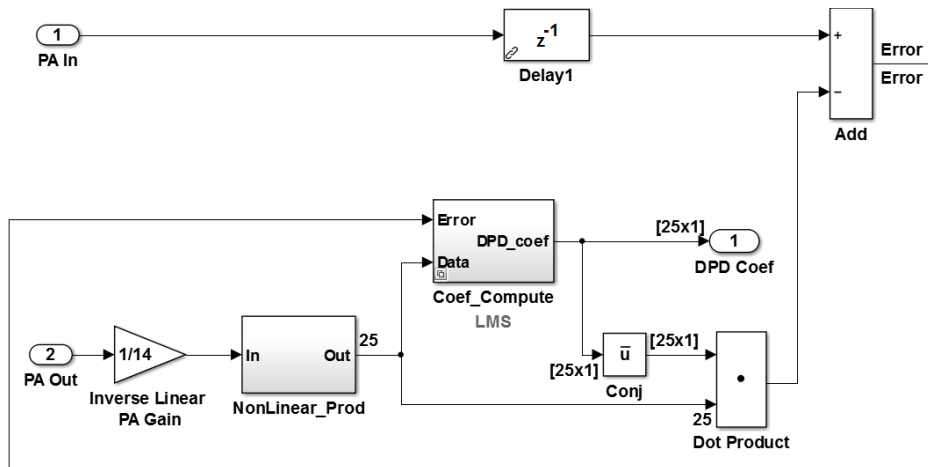 1
PA In
z-1
Delay1
+
−
Add
Error
Error
Error
Data
DPD_coef
Coef_Compute
LMS
[25x1]
1
DPD Coef
2
PA Out
1/14
Inverse Linear
PA Gain
In
Out
NonLinear_Prod
25
[25x1]
u
Conj
[25x1]
25
Dot Product